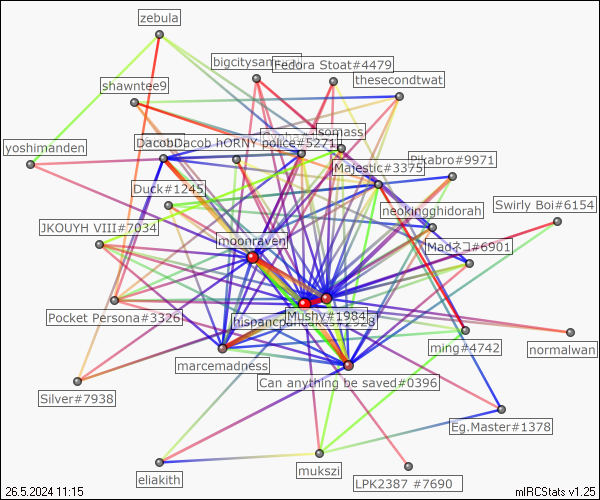 zebula
bigcitysan
Fedora Stoat#4479
thesecondtwat
shawntee9
DacobDacob hORNY police#5271
somass
yoshimanden
Majestic#3375
Pikabro#9971
Duck#1245
Swirly Boi#6154
neokingghidorah
JKOUYH VIII#7034
moonraven
Madネコ#6901
Pocket Persona#3326
Mushy#1984
hispancpancakes#2928
marcemadness
ming#4742
normalwan
Can anything be saved#0396
Silver#7938
Eg.Master#1378
eliakith
mukszi
LPK2387 #7690
26.5.2024 11:15
mIRCStats v1.25